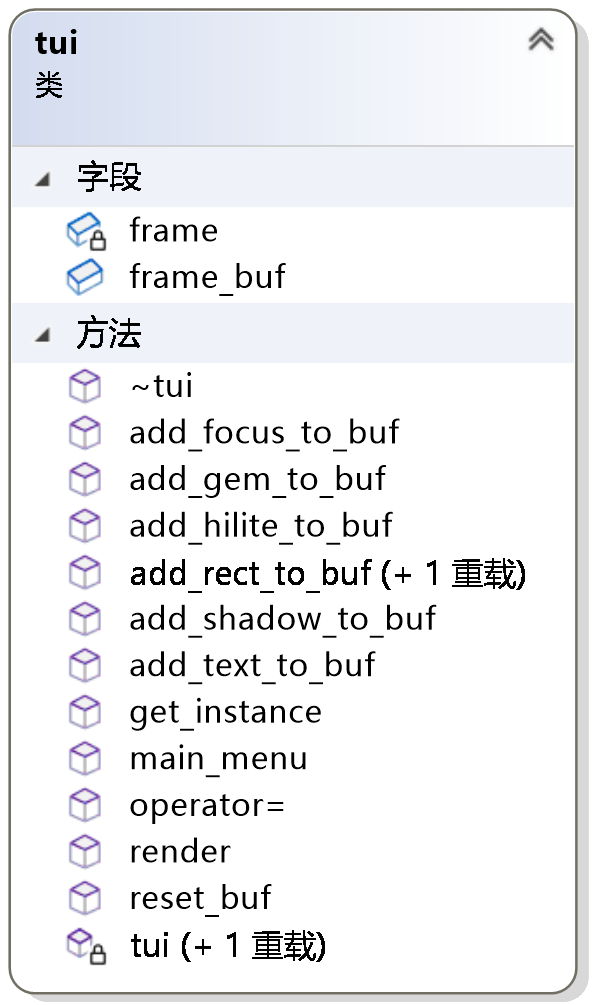 tui
类
字段
frame
frame_buf
方法
~tui
add_focus_to_buf
add_gem_to_buf
add_hilite_to_buf
add_rect_to_buf (+ 1 重载)
add_shadow_to_buf
add_text_to_buf
get_instance
main_menu
operator=
render
reset_buf
tui (+ 1 重载)